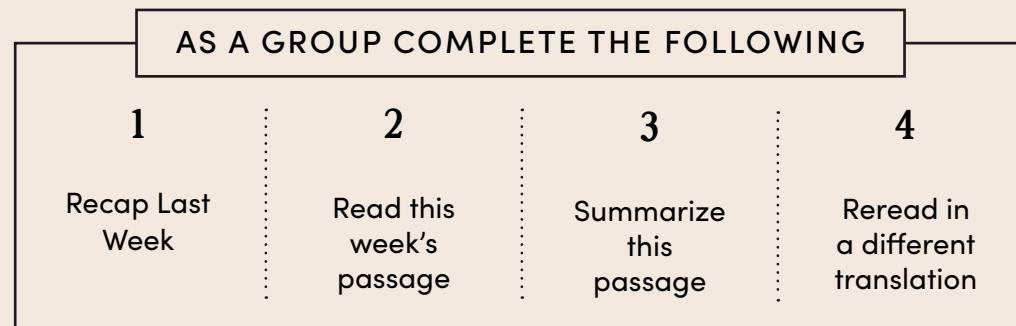 AS A GROUP COMPLETE THE FOLLOWING
1
Recap Last
Week
2
Read this
week's
passage
3
Summarize
this
passage
4
Reread in
a different
translation